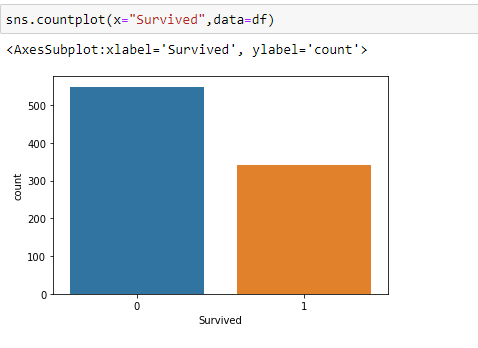 sns.countplot(x="Survived",data=df)
<AxesSubplot:xlabel='Survived', ylabel='count'>
500
400
300
200
100
0
count
0 1
Survived